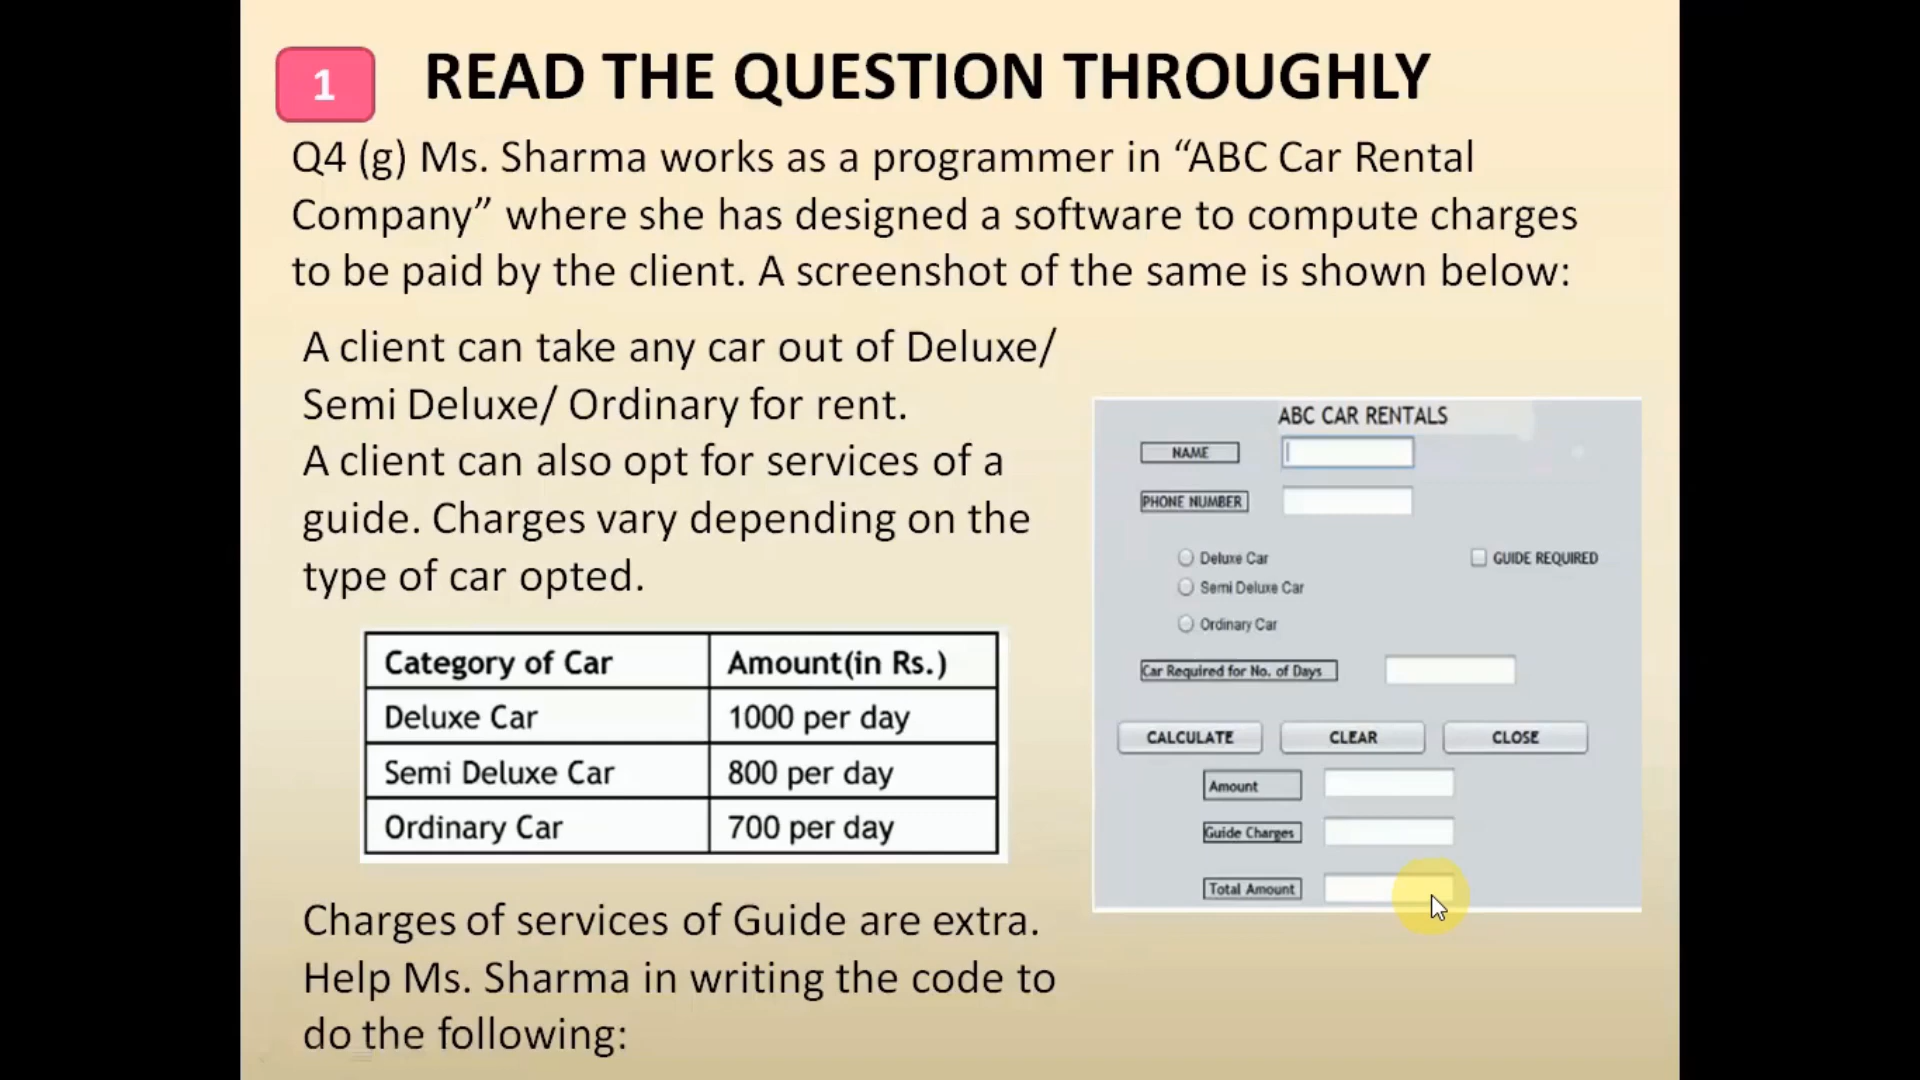 1
READ THE QUESTION THROUGHLY
Q4 (g) Ms. Sharma works as a programmer in “ABC Car Rental
Company” where she has designed a software to compute charges
to be paid by the client. A screenshot of the same is shown below:
A client can take any car out of Deluxe/
Semi Deluxe/ Ordinary for rent.
A client can also opt for services of a
guide. Charges vary depending on the
type of car opted.
Category of Car Amount(in Rs.)
Deluxe Car 1000 per day
Semi Deluxe Car 800 per day
Ordinary Car 700 per day
Charges of services of Guide are extra.
Help Ms. Sharma in writing the code to
do the following:
ABC CAR RENTALS
NAME
PHONE NUMBER
Deluxe Car GUIDE REQUIRED
Semi Deluxe Car
Ordinary Car
Car Required for No. of Days
CALCULATE CLEAR CLOSE
Amount
Guide Charges
Total Amount